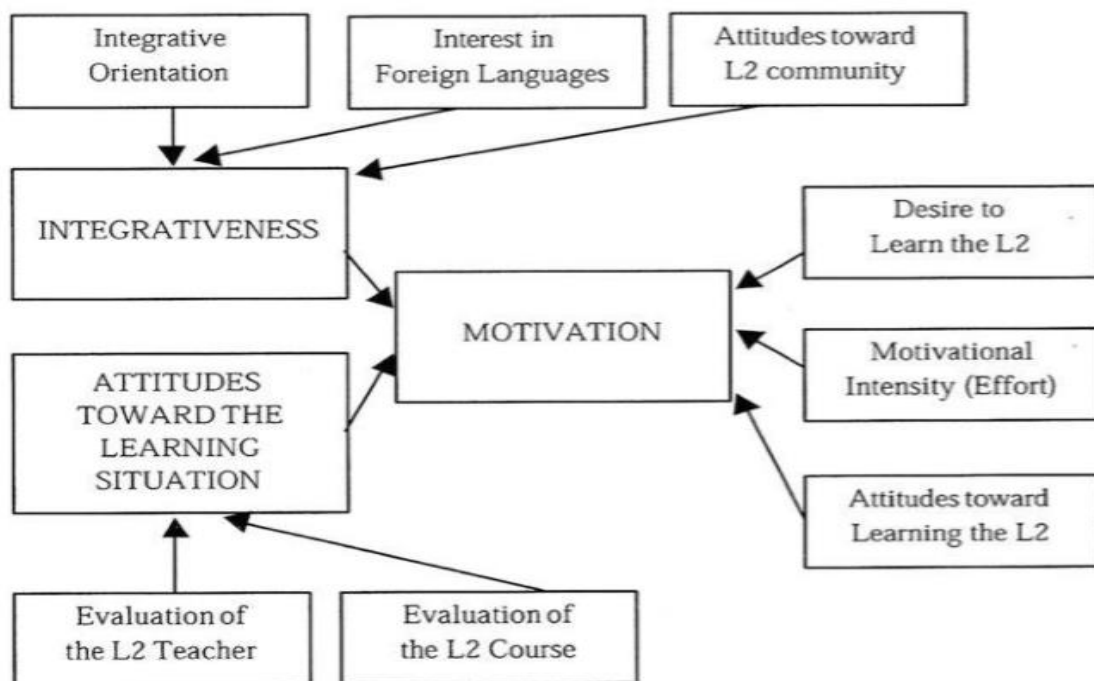 Integrative
Orientation
Interest in
Foreign Languages
Attitudes toward
L2 community
INTEGRATIVENESS
Desire to
Learn the L2
MOTIVATION
Motivational
Intensity (Effort)
ATTITUDES
TOWARD THE
LEARNING
SITUATION
Attitudes toward
Learning the L2
Evaluation of
the L2 Teacher
Evaluation of
the L2 Course